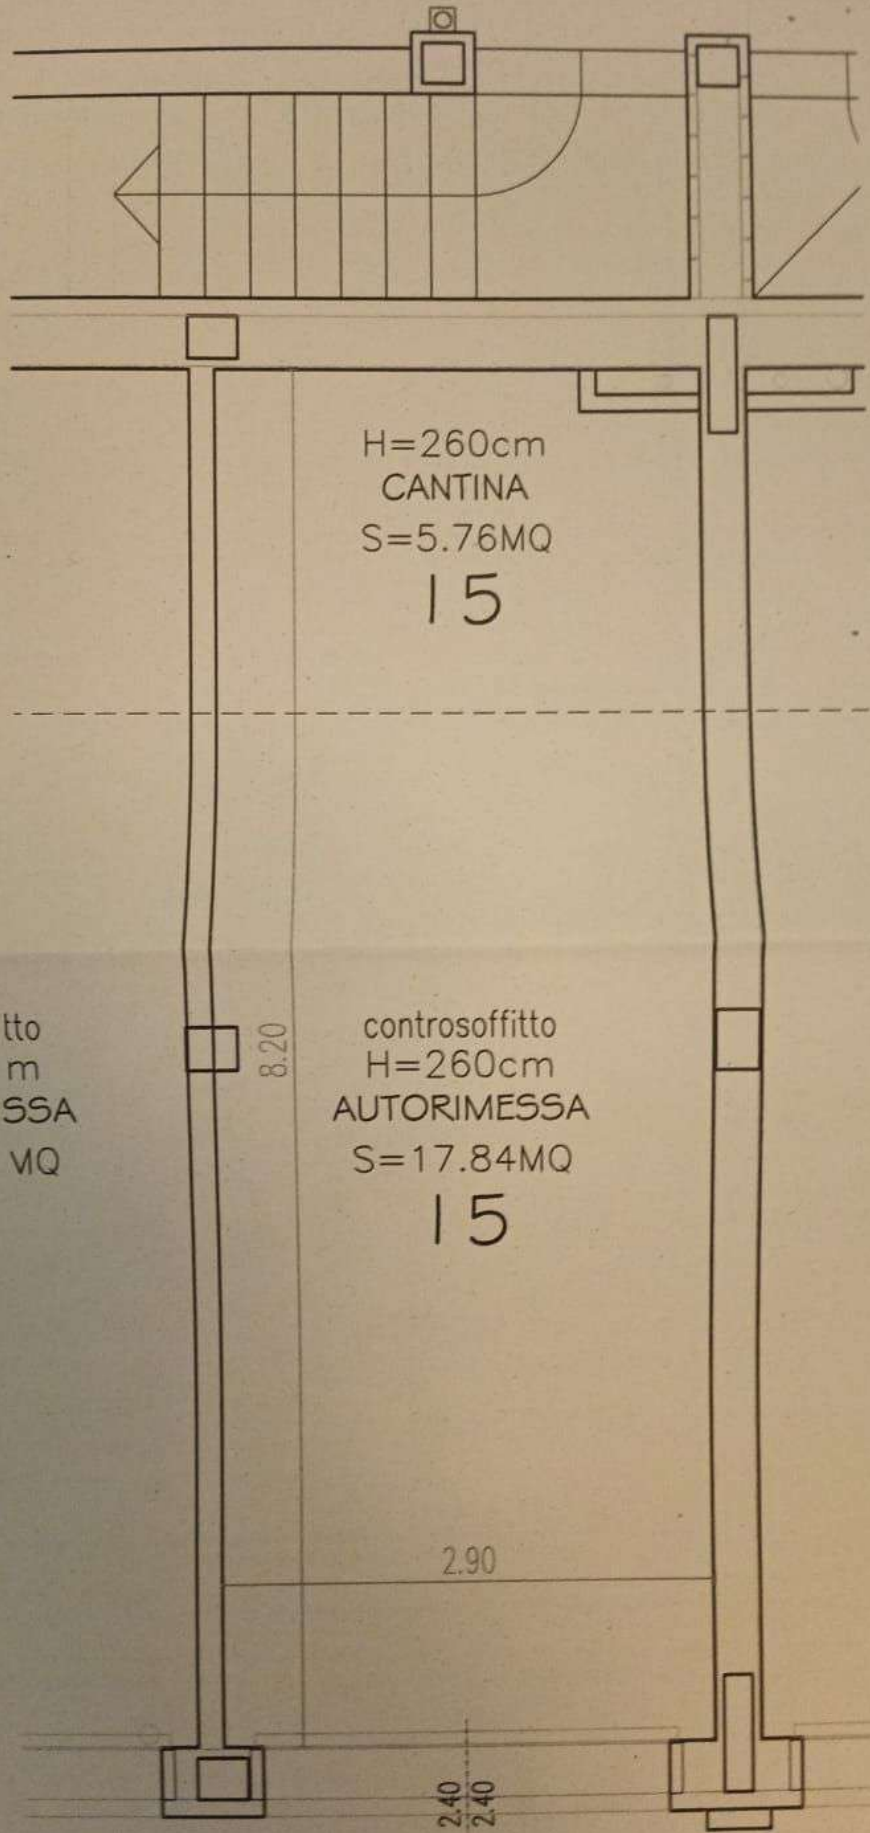 H=260cm
CANTINA
S=5.76MQ
15
tto
m
SSA
MQ
8.20
controsoffitto
H=260cm
AUTORIMESSA
S=17.84MQ
15
2.90
2.40
2.40